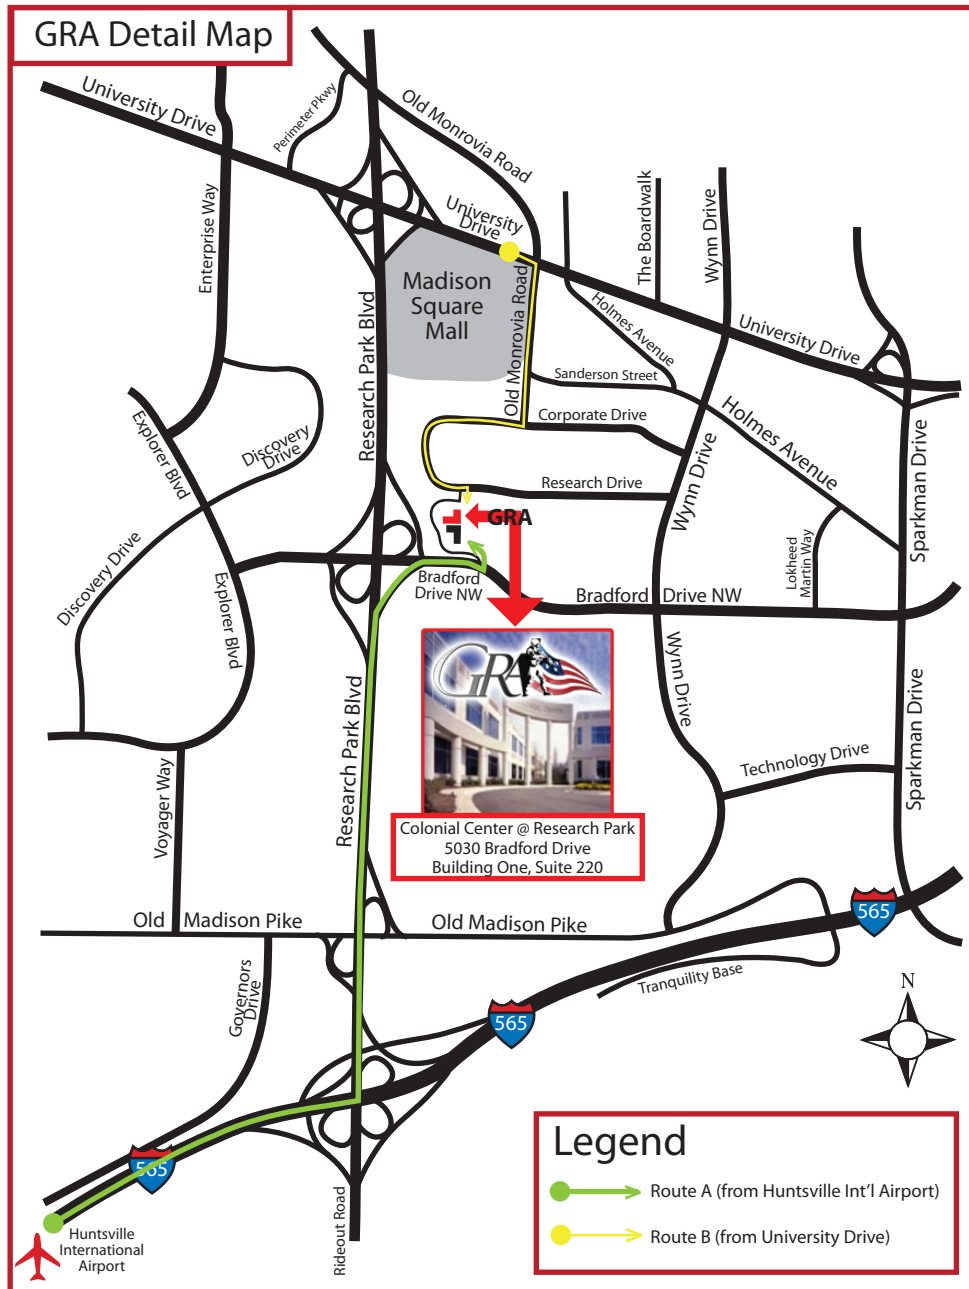 GRA Detail Map
University Drive
Perimeter Pkwy
Old Monrovia Road
Enterprise Way
University
Drive
The Boardwalk
Wynn Drive
Madison
Square
Mall
Research Park Blvd
Old Monrovia Road
Holmes Avenue
University Drive
Sanderson Street
Corporate Drive
Holmes Avenue
Explorer Blvd
Discovery
Drive
Research Drive
Wynn Drive
Sparkman Drive
GRA
Discovery Drive
Lokheed
Martin Way
Bradford
Drive NW
Bradford Drive NW
Explorer Blvd
GRA
Wynn Drive
Research Park Blvd
Sparkman Drive
Technology Drive
Voyager Way
Colonial Center @ Research Park
5030 Bradford Drive
Building One, Suite 220
Old Madison Pike
Old Madison Pike
565
Tranquility Base
Governors
Drive
N
565
565
Rideout Road
Huntsville
International
Airport
Legend
Route A (from Huntsville Int'l Airport)
Route B (from University Drive)